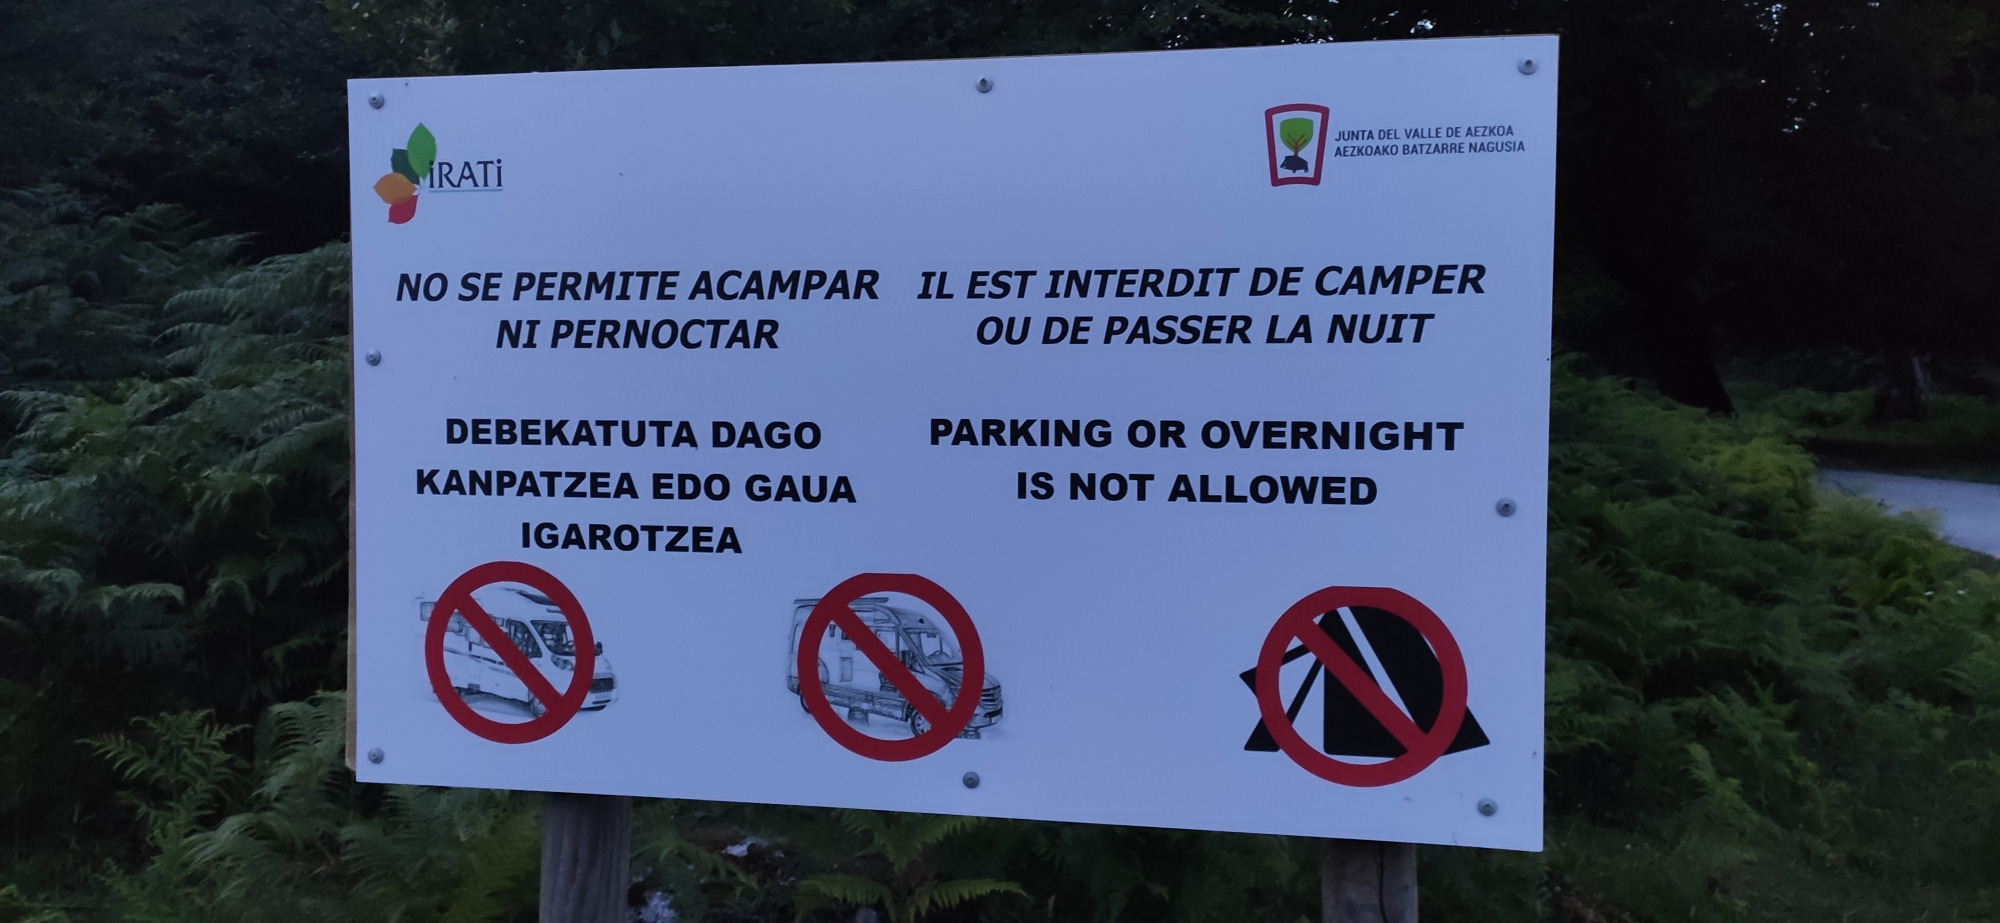 iRATi
JUNTA DEL VALLE DE AEZKOA
AEZKOAKO BATZARRE NAGUSIA
NO SE PERMITE ACAMPAR
NI PERNOCTAR
IL EST INTERDIT DE CAMPER
OU DE PASSER LA NUIT
DEBEKATUTA DAGO
KANPATZEA EDO GAUA
IGAROTZEA
PARKING OR OVERNIGHT
IS NOT ALLOWED